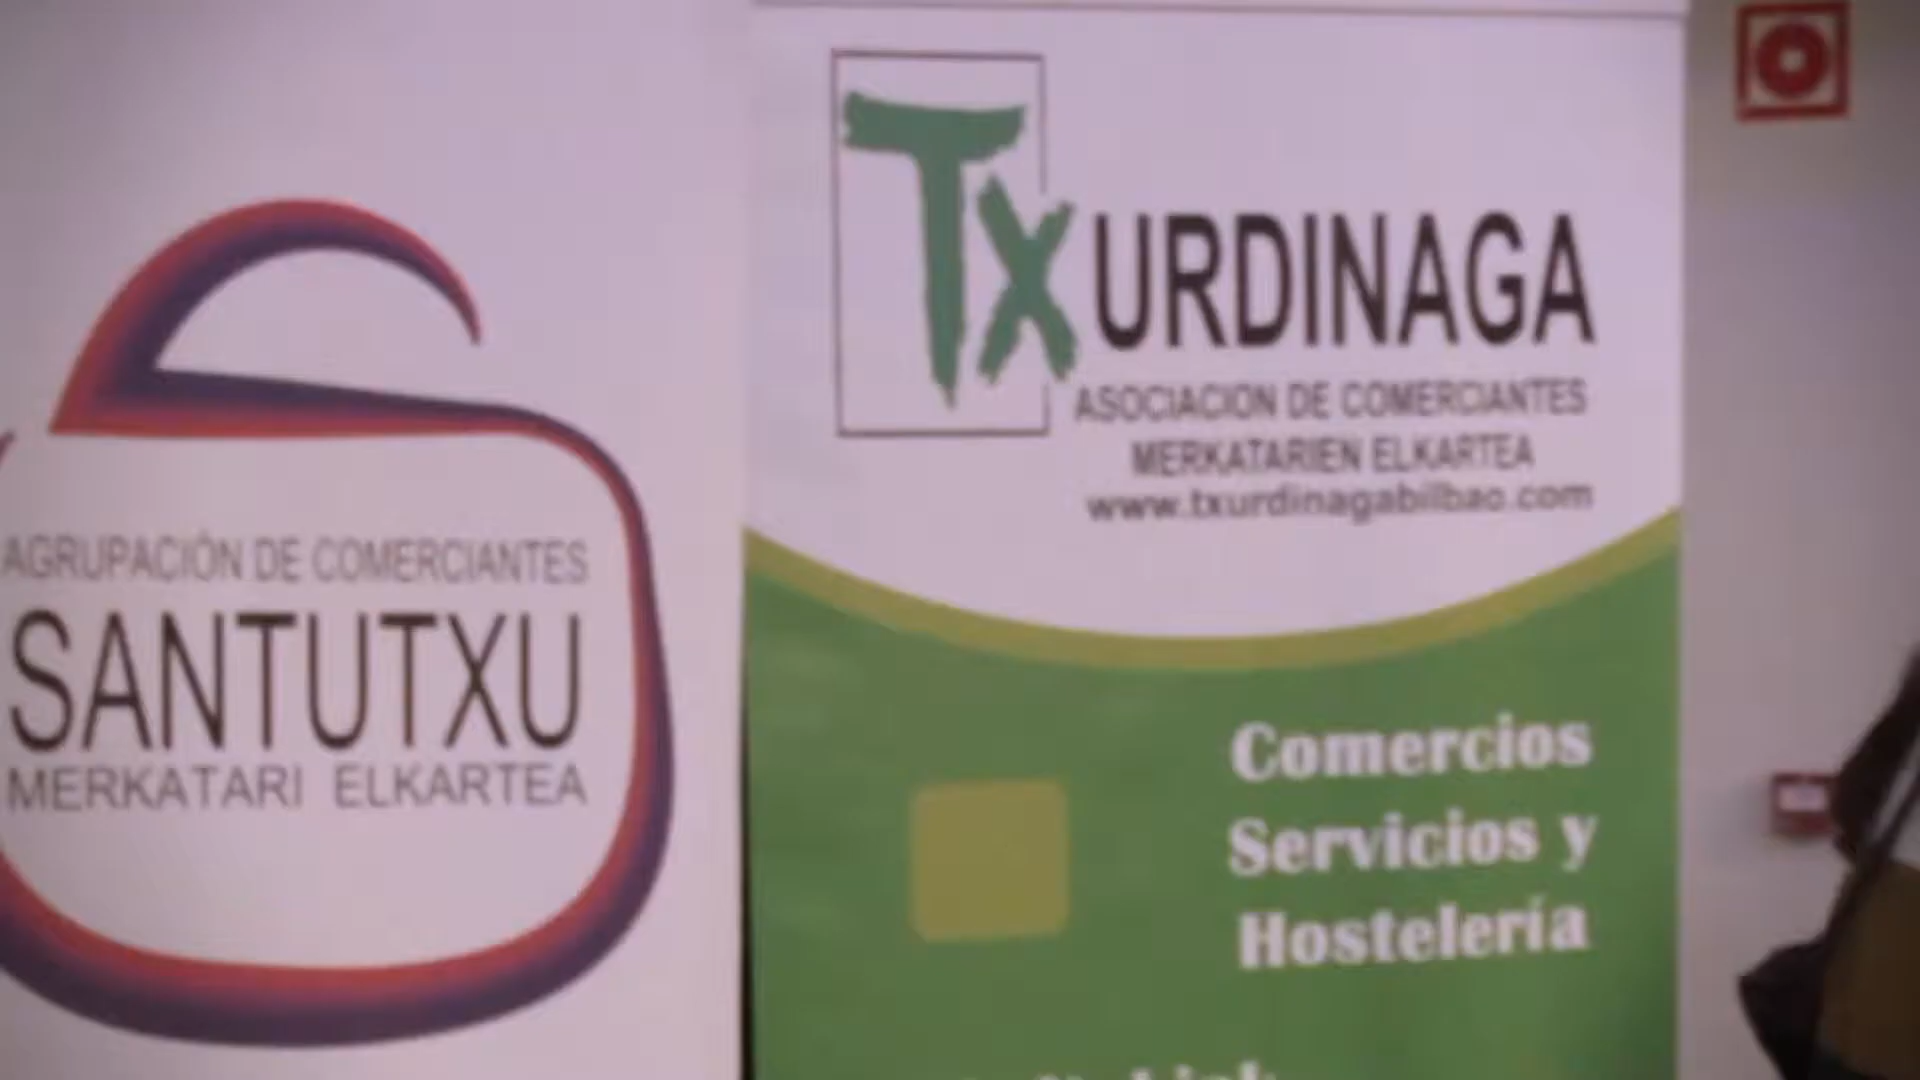 AGRUPACIÓN DE COMERCIANTES
SANTUTXU
MERKATARI ELKARTEA
TXURDINAGA
ASOCIACION DE COMERCIANTES
MERKATARIEN ELKARTEA
www.txurdinagabilbao.com
Comercios
Servicios y
Hostelería